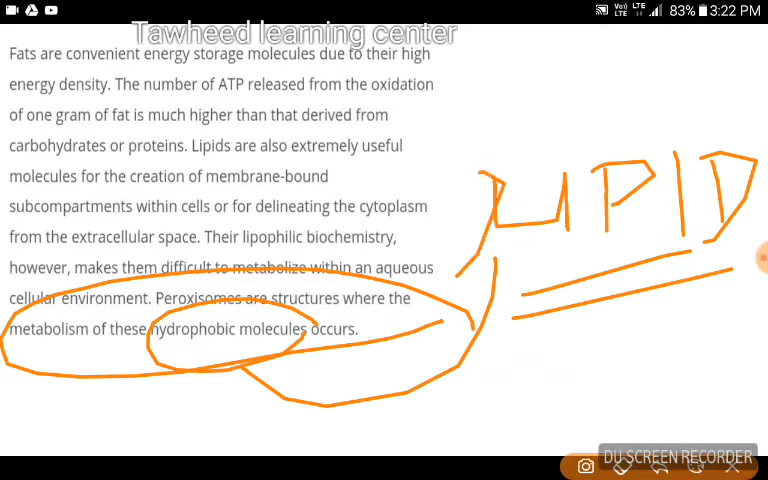 83% 3:22 PM
Tawheed learning center
Fats are convenient energy storage molecules due to their high
energy density. The number of ATP released from the oxidation
of one gram of fat is much higher than that derived from
carbohydrates or proteins. Lipids are also extremely useful
molecules for the creation of membrane-bound
subcompartments within cells or for delineating the cytoplasm
from the extracellular space. Their lipophilic biochemistry,
however, makes them difficult to metabolize within an aqueous
cellular environment. Peroxisomes are structures where the
metabolism of these hydrophobic molecules occurs.
LIPID
DU SCREEN RECORDER